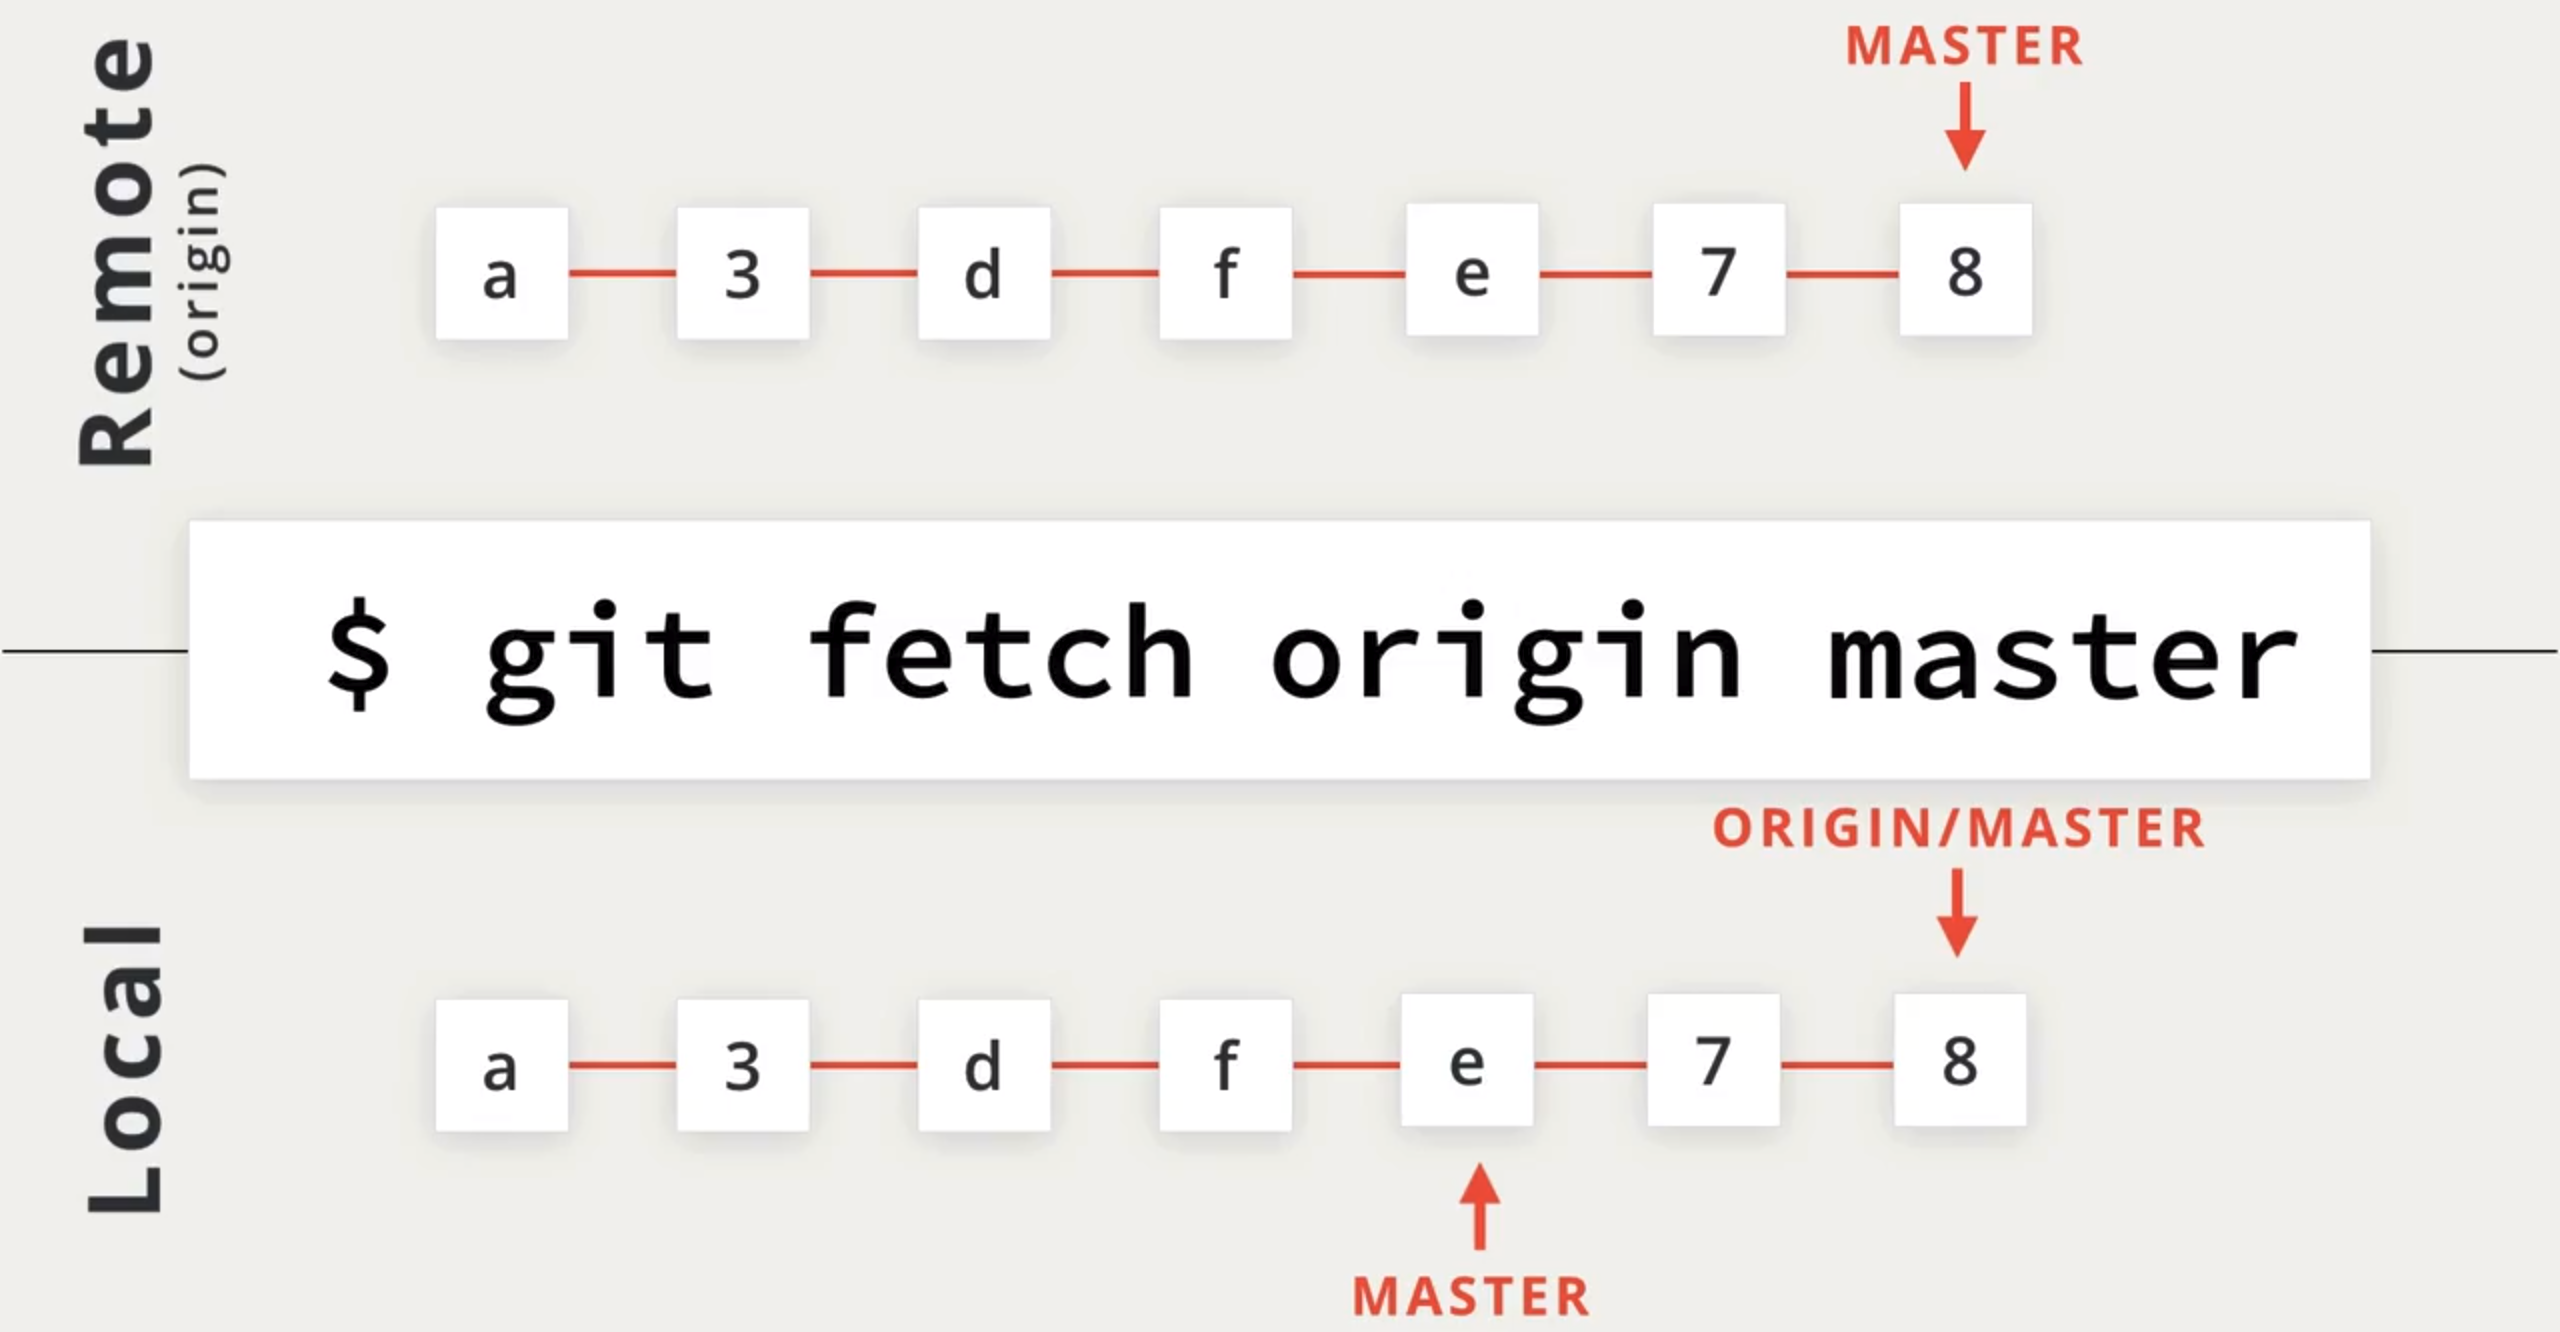 Remote
(origin)
MASTER
a 3 d f e 7 8
$ git fetch origin master
ORIGIN/MASTER
Local
a 3 d f e 7 8
MASTER